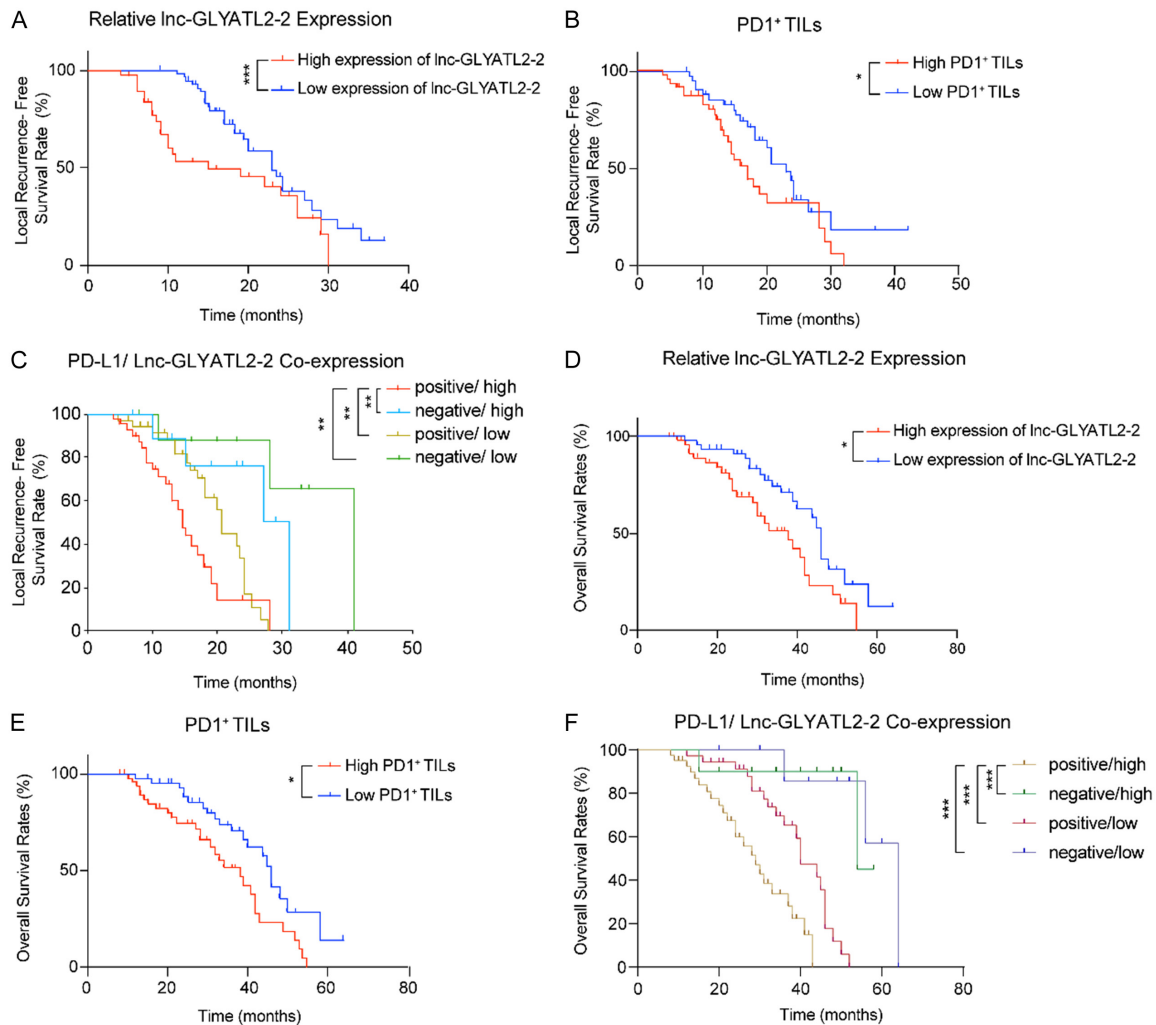 A
Relative lnc-GLYATL2-2 Expression
Local Recurrence- Free
Survival Rate (%)
100
50
0
0 10 20 30 40
Time (months)
***
High expression of lnc-GLYATL2-2
Low expression of lnc-GLYATL2-2
B
PD1+ TILs
Local Recurrence-Free
Survival Rate (%)
100
50
0
0 10 20 30 40 50
Time (months)
*
High PD1+ TILs
Low PD1+ TILs
C
PD-L1/ Lnc-GLYATL2-2 Co-expression
Local Recurrence-Free
Survival Rate (%)
100
80
60
40
20
0
0 10 20 30 40 50
Time (months)
** ** **
positive/ high
negative/ high
positive/ low
negative/ low
D
Relative lnc-GLYATL2-2 Expression
Overall Survival Rates (%)
100
50
0
0 20 40 60 80
Time (months)
*
High expression of lnc-GLYATL2-2
Low expression of lnc-GLYATL2-2
E
PD1+ TILs
Overall Survival Rates (%)
100
50
0
0 20 40 60 80
Time (months)
*
High PD1+ TILs
Low PD1+ TILs
F
PD-L1/ Lnc-GLYATL2-2 Co-expression
Overall Survival Rates (%)
100
80
60
40
20
0
0 20 40 60 80
Time (months)
*** *** ***
positive/high
negative/high
positive/low
negative/low